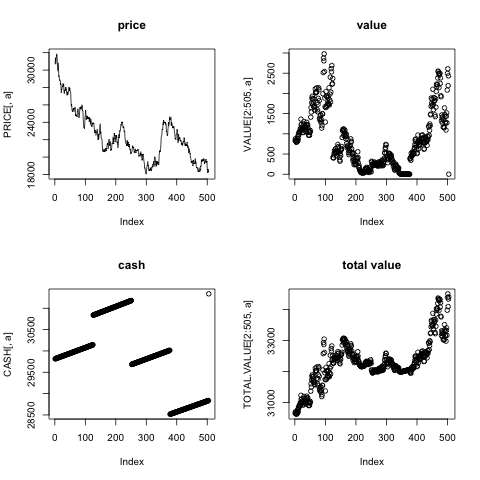 price
PRICE[, a]
30000
24000
18000
0 100 200 300 400 500
Index
value
VALUE[2:505, a]
2500
1500
500
0
0 100 200 300 400 500
Index
cash
CASH[, a]
30500
29500
28500
0 100 200 300 400 500
Index
total value
TOTAL.VALUE[2:505, a]
33000
31000
0 100 200 300 400 500
Index